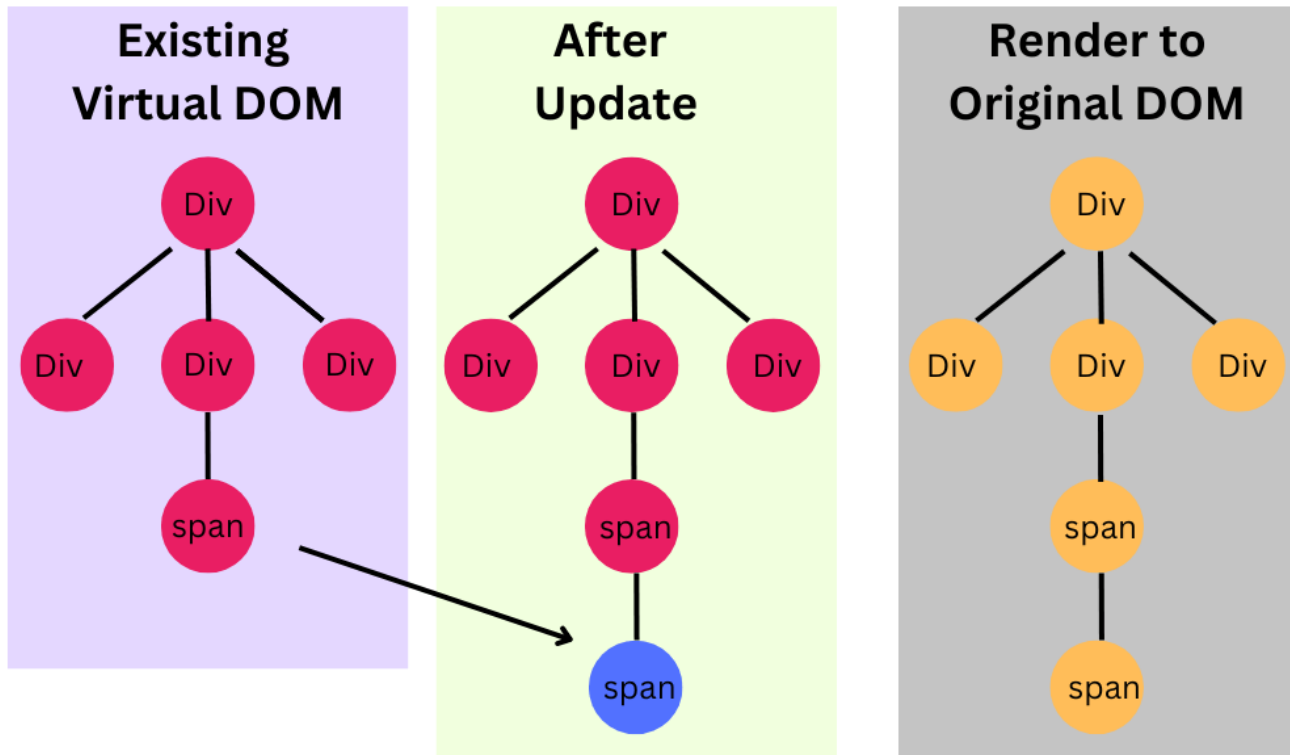 Existing
Virtual DOM
Div
Div
Div
Div
span
After
Update
Div
Div
Div
Div
span
span
Render to
Original DOM
Div
Div
Div
Div
span
span